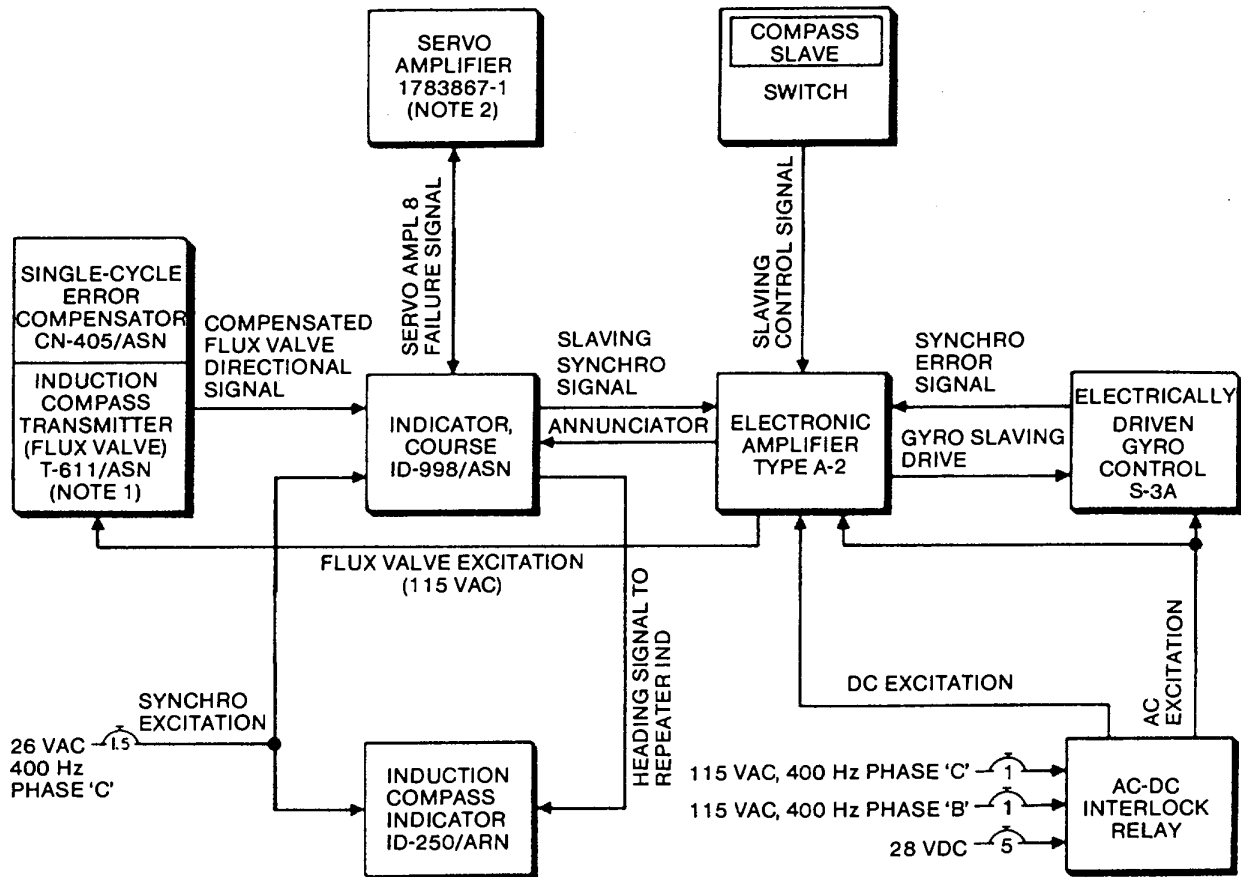 SERVO
AMPLIFIER
1783867-1
(NOTE 2)
COMPASS
SLAVE
SWITCH
SERVO AMPL 8
FAILURE SIGNAL
SLAVING
CONTROL SIGNAL
SINGLE-CYCLE
ERROR
COMPENSATOR
CN-405/ASN
INDUCTION
COMPASS
TRANSMITTER
(FLUX VALVE)
T-611/ASN
(NOTE 1)
COMPENSATED
FLUX VALVE
DIRECTIONAL
SIGNAL
INDICATOR,
COURSE
ID-998/ASN
SLAVING
SYNCHRO
SIGNAL
ANNUNCIATOR
ELECTRONIC
AMPLIFIER
TYPE A-2
SYNCHRO
ERROR
SIGNAL
GYRO SLAVING
DRIVE
ELECTRICALLY
DRIVEN
GYRO
CONTROL
S-3A
FLUX VALVE EXCITATION
(115 VAC)
HEADING SIGNAL TO
REPEATER IND
SYNCHRO
EXCITATION
26 VAC
400 Hz
PHASE 'C'
1.5
INDUCTION
COMPASS
INDICATOR
ID-250/ARN
DC EXCITATION
AC
EXCITATION
115 VAC, 400 Hz PHASE 'C' 1
115 VAC, 400 Hz PHASE 'B' 1
28 VDC 5
AC-DC
INTERLOCK
RELAY